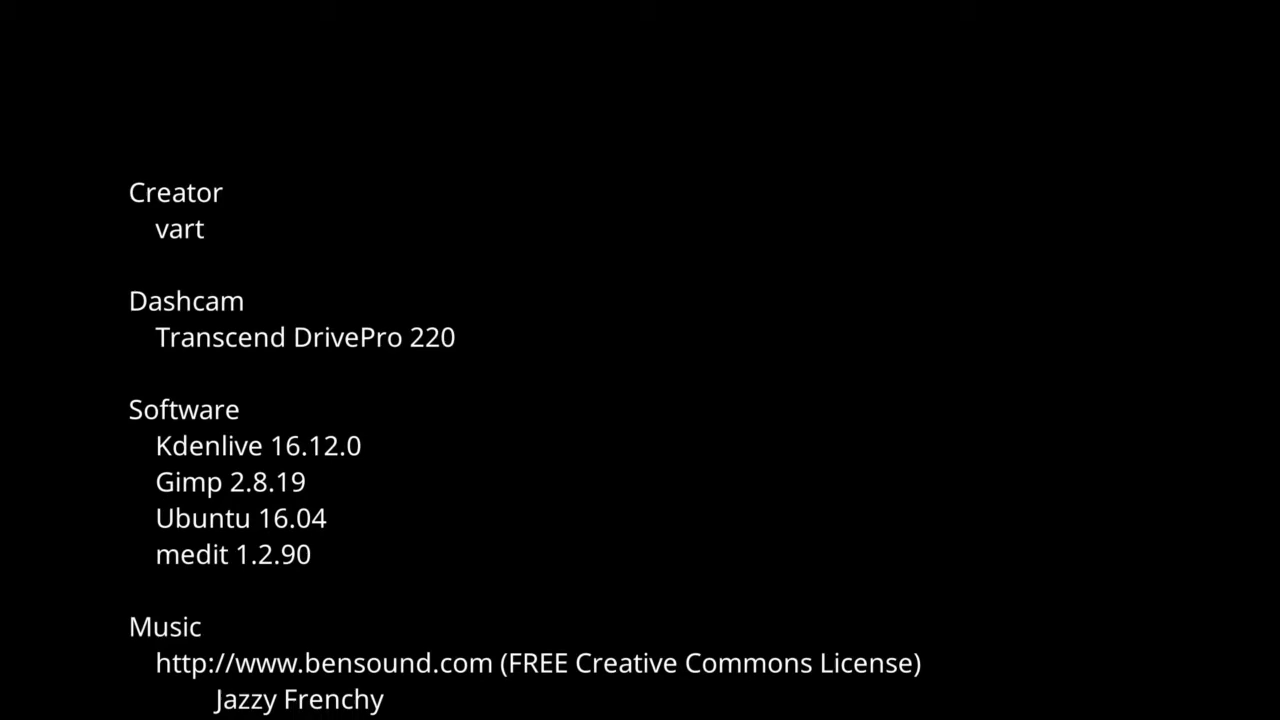 Creator
vart
Dashcam
Transcend DrivePro 220
Software
Kdenlive 16.12.0
Gimp 2.8.19
Ubuntu 16.04
medit 1.2.90
Music
http://www.bensound.com (FREE Creative Commons License)
Jazzy Frenchy